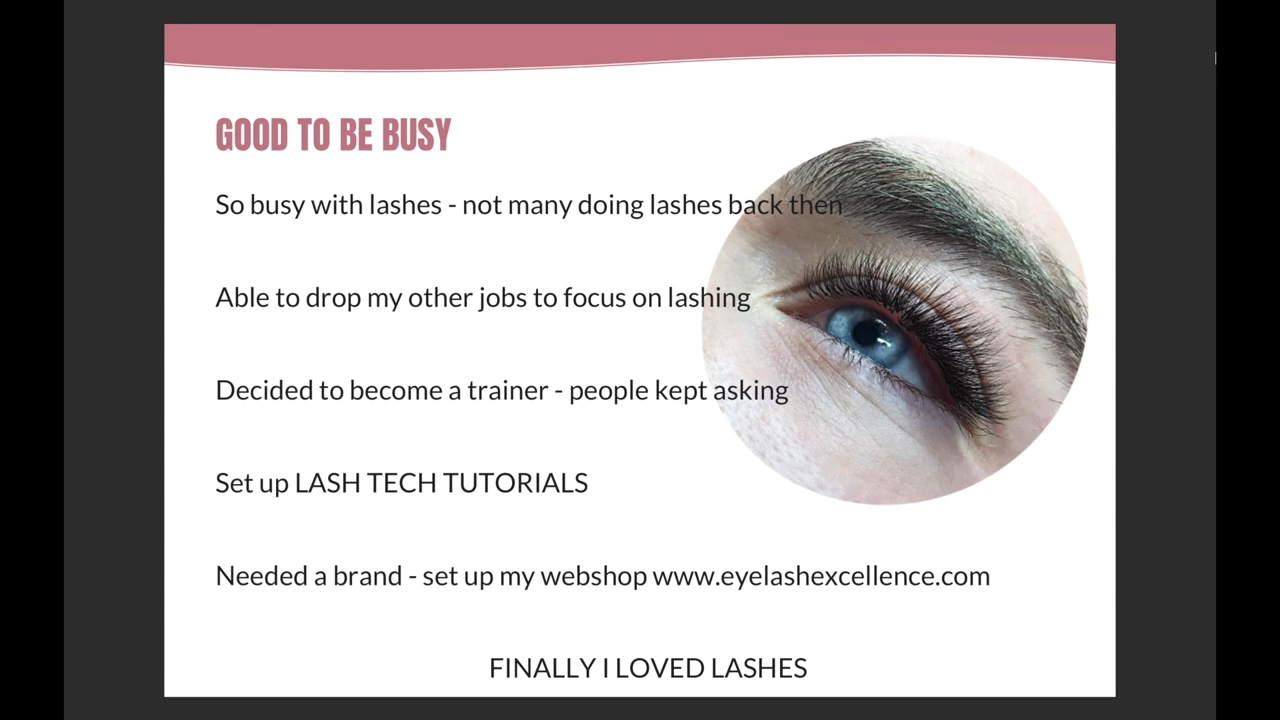 GOOD TO BE BUSY
So busy with lashes - not many doing lashes back then
Able to drop my other jobs to focus on lashing
Decided to become a trainer - people kept asking
Set up LASH TECH TUTORIALS
Needed a brand - set up my webshop www.eyelashexcellence.com
FINALLY I LOVED LASHES